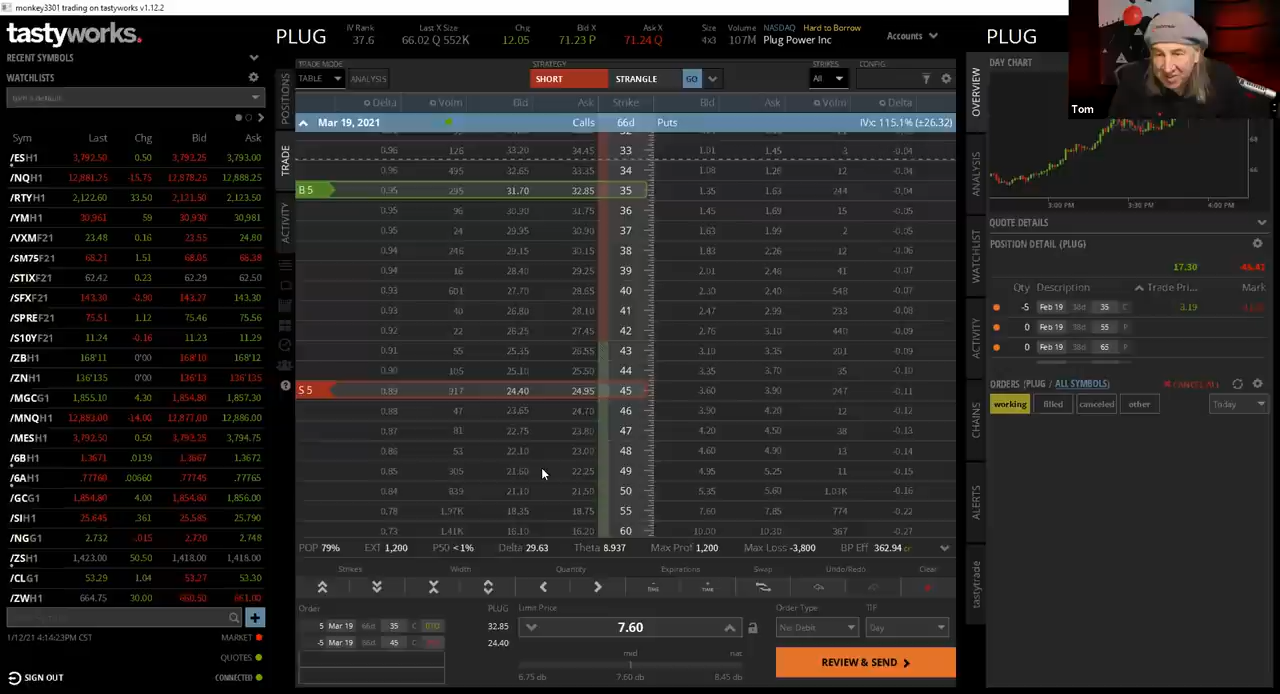 monkey3301 trading on tastyworks v1.12.2
tastyworks.
PLUG
IV Rank 37.6
Last X Size 66.02 Q 552K
Chg 12.05
Bid X 71.23 P
Ask X 71.24 Q
Size 4x3
Volume 107M
NASDAQ Hard to Borrow
Plug Power Inc
Accounts
PLUG
RECENT SYMBOLS
WATCHLISTS
DAY CHART
Tom
TRADE MODE
TABLE
ANALYSIS
STRATEGY
SHORT STRANGLE GO
STRIKES
All
CONFIG
Delta Volm Bid Ask Strike Bid Ask Volm Delta
Mar 19, 2021 Calls 66d Puts IVx: 115.1% (±26.32)
0.96 126 33.20 34.45 33 1.01 1.45 3 -0.04
0.96 495 32.65 33.35 34 1.08 1.26 12 -0.04
B 5 0.95 295 31.70 32.85 35 1.35 1.63 244 -0.04
0.95 96 30.90 31.75 36 1.45 1.69 15 -0.05
0.95 24 29.95 30.90 37 1.63 1.99 2 -0.05
0.94 246 29.15 30.15 38 1.83 2.26 12 -0.06
0.94 16 28.40 29.25 39 2.01 2.46 41 -0.07
0.93 601 27.70 28.65 40 2.30 2.40 548 -0.07
0.93 40 26.80 28.10 41 2.47 2.99 233 -0.08
0.92 22 26.25 27.45 42 2.76 3.10 440 -0.09
0.91 55 25.35 26.55 43 3.10 3.35 201 -0.09
0.90 105 25.10 25.50 44 3.35 3.70 35 -0.10
S 5 0.89 917 24.40 24.95 45 3.60 3.90 247 -0.11
0.88 47 23.65 24.70 46 3.90 4.20 12 -0.12
0.87 81 22.75 23.80 47 4.20 4.50 38 -0.13
0.86 53 22.10 23.00 48 4.60 4.90 13 -0.14
0.85 305 21.60 22.25 49 4.95 5.25 11 -0.15
0.84 839 21.10 21.50 50 5.35 5.60 1.03K -0.16
0.78 1.97K 18.35 18.75 55 7.60 7.85 774 -0.22
0.73 1.41K 16.10 16.20 60 10.00 10.30 367 -0.27
POP 79% EXT 1,200 P50 <1% Delta 29.63 Theta 8.937 Max Prof 1,200 Max Loss -3,800 BP Eff 362.94 cr
Strikes Width Quantity Expirations Swap Undo/Redo Clear
Order PLUG Limit Price Order Type TIF
5 Mar 19 66d 35 C 32.85
-5 Mar 19 66d 45 C 24.40
7.60
Net Debit
Day
mid nat
6.75 db 7.60 db 8.45 db
REVIEW & SEND
Sym Last Chg Bid Ask
/ESH1 3,792.50 0.50 3,792.25 3,793.00
/NQH1 12,881.25 -15.75 12,878.25 12,888.25
/RTYH1 2,122.60 33.50 2,121.50 2,123.50
/YMH1 30,961 59 30,930 30,981
/VXMF21 23.48 0.16 23.55 24.80
/SM75F21 68.21 1.51 68.05 68.38
/STIXF21 62.42 0.23 62.29 62.50
/SFXF21 143.30 -0.90 143.27 143.30
/SPREF21 75.51 1.12 75.46 75.56
/S10YF21 11.24 -0.16 11.23 11.29
/ZBH1 168'11 0'00 168'10 168'12
/ZNH1 136'135 0'00 136'13 136'135
/MGCG1 1,855.10 4.30 1,854.80 1,857.30
/MNQH1 12,883.00 -14.00 12,877.00 12,886.00
/MESH1 3,792.50 0.50 3,792.25 3,794.75
/6BH1 1.3671 .0139 1.3667 1.3672
/6AH1 .77760 .00660 .77745 .77765
/GCG1 1,854.80 4.00 1,854.80 1,856.00
/SIH1 25.645 .361 25.585 25.790
/NGG1 2.732 -.015 2,720 2.748
/ZSH1 1,423.00 50.50 1,418.00 1,418.00
/CLG1 53.29 1.04 53.27 53.30
/ZWH1 664.75 30.00 660.50 661.00
1/12/21 4:14:23PM CST
MARKET
QUOTES
CONNECTED
SIGN OUT
POSITIONS
TRADE
ACTIVITY
OVERVIEW
ANALYSIS
WATCHLIST
ACTIVITY
CHAINS
ALERTS
tastytrade
3:00 PM 3:30 PM 4:00 PM
QUOTE DETAILS
POSITION DETAIL (PLUG)
17.30
Qty Description Trade Pri... Mark
-5 Feb 19 38d 35 C 3.19
0 Feb 19 38d 55 P
0 Feb 19 38d 65 P
ORDERS (PLUG / ALL SYMBOLS) CANCEL ALL
working filled canceled other Today